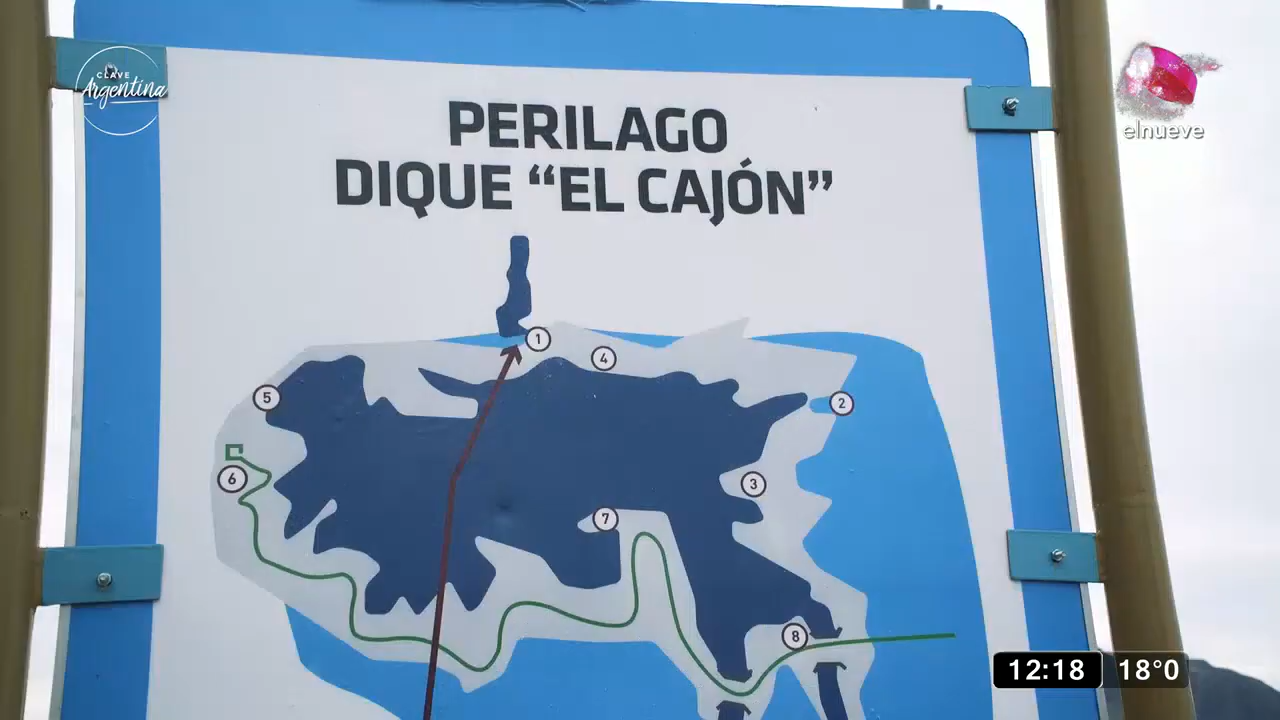 CLAVE
Argentina
elnueve
PERILAGO
DIQUE “EL CAJÓN”
1
4
5
2
6
3
7
8
12:18 18°0